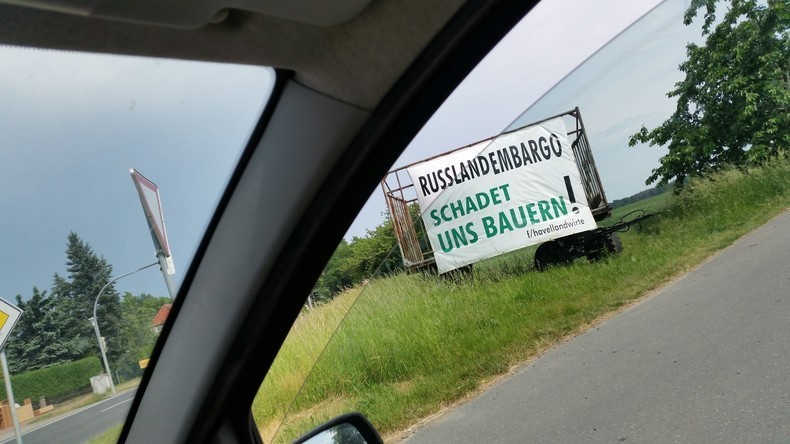 RUSSLANDEMBARGO
SCHADET
UNS BAUERN!
f/havellandwirte